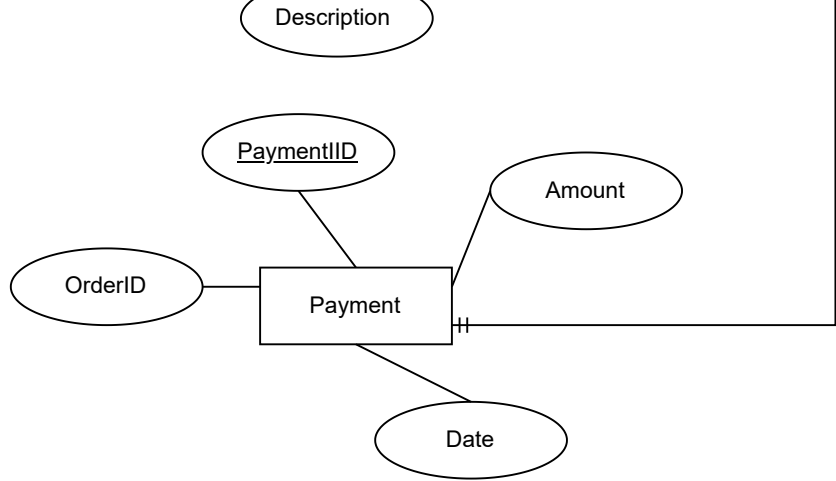 Description
PaymentIID
Amount
OrderID
Payment
Date